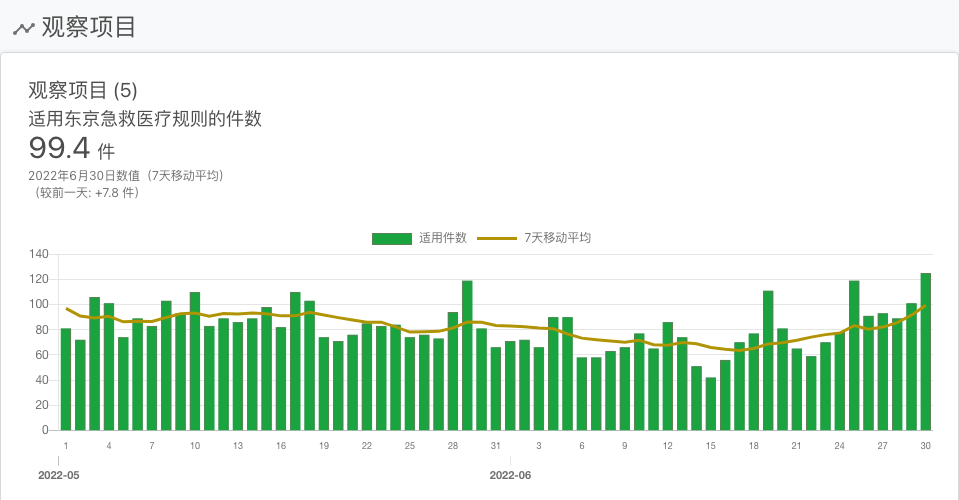 观察项目
观察项目 (5)
适用东京急救医疗规则的件数
99.4 件
2022年6月30日数值（7天移动平均）
（较前一天: +7.8 件）
适用件数 7天移动平均
140
120
100
80
60
40
20
0
1 4 7 10 13 16 19 22 25 28 31 3 6 9 12 15 18 21 24 27 30
2022-05 2022-06